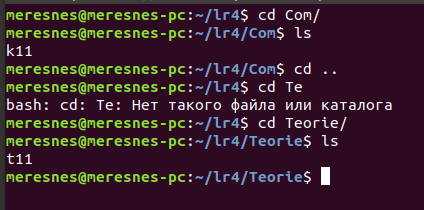 meresnes@meresnes-pc:~/lr4$ cd Com/
meresnes@meresnes-pc:~/lr4/Com$ ls
k11
meresnes@meresnes-pc:~/lr4/Com$ cd ..
meresnes@meresnes-pc:~/lr4$ cd Te
bash: cd: Te: Нет такого файла или каталога
meresnes@meresnes-pc:~/lr4$ cd Teorie/
meresnes@meresnes-pc:~/lr4/Teorie$ ls
t11
meresnes@meresnes-pc:~/lr4/Teorie$